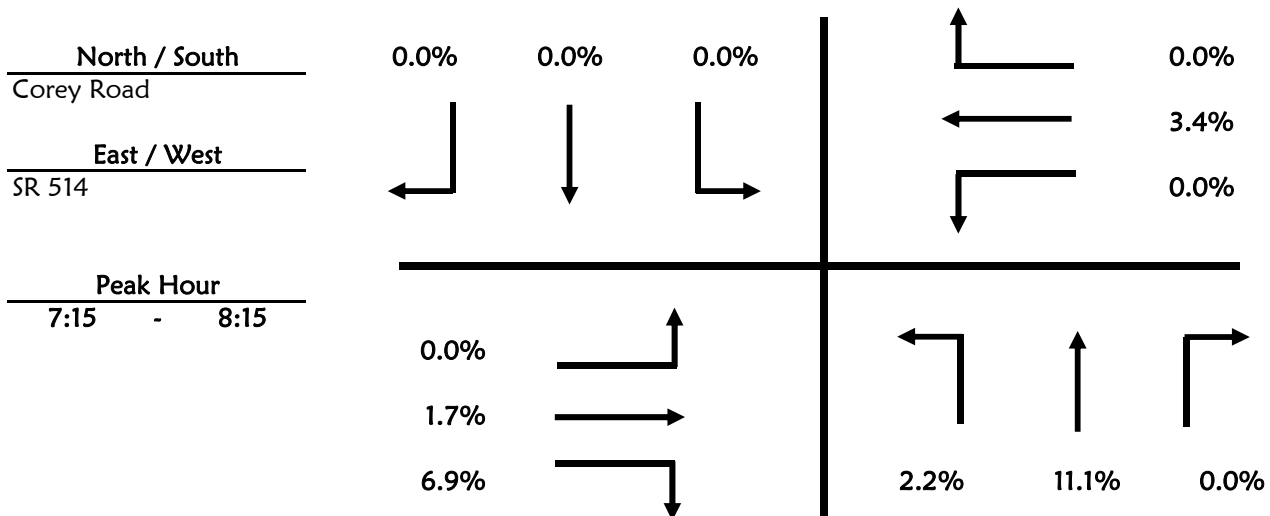 North / South
Corey Road
East / West
SR 514
Peak Hour
7:15 - 8:15
0.0% 0.0% 0.0%
0.0%
3.4%
0.0%
0.0%
1.7%
6.9%
2.2% 11.1% 0.0%